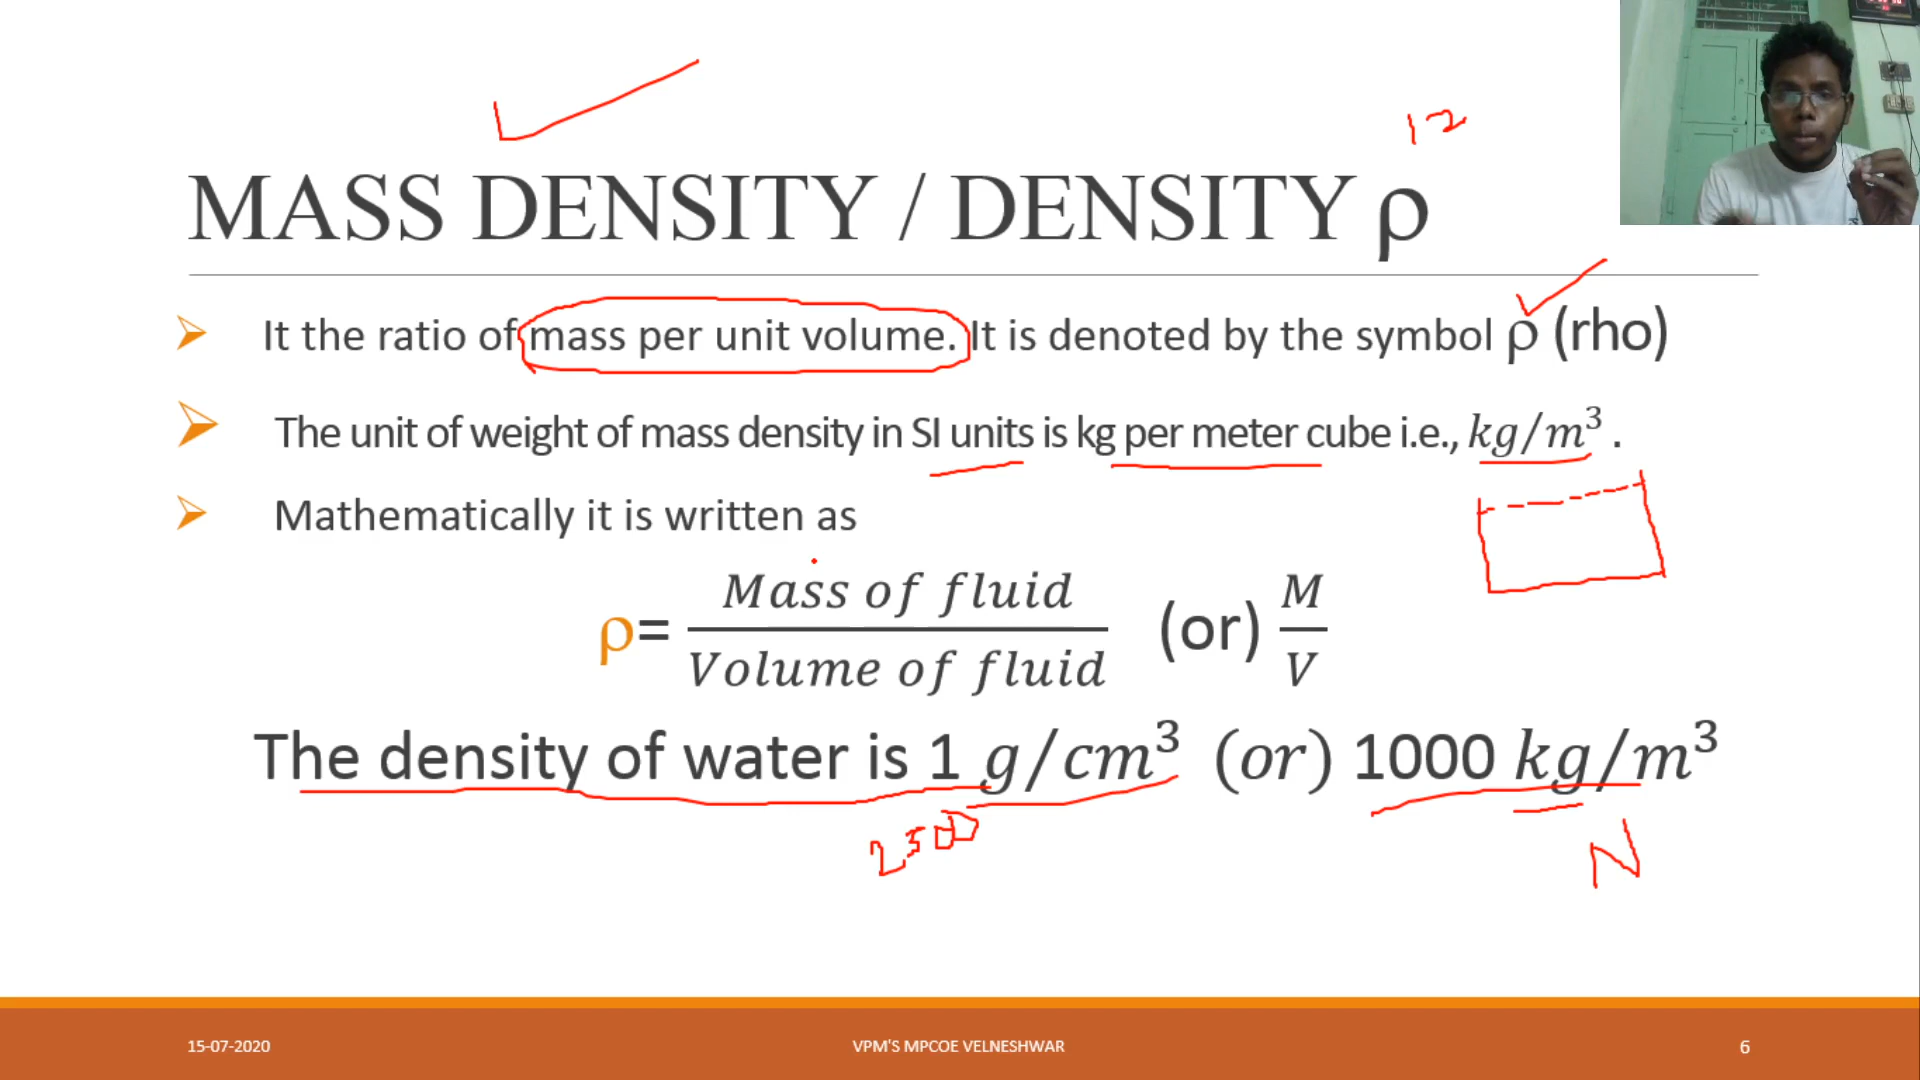 12
MASS DENSITY / DENSITY ρ
It the ratio of mass per unit volume. It is denoted by the symbol ρ (rho)
The unit of weight of mass density in SI units is kg per meter cube i.e., kg/m³ .
Mathematically it is written as
ρ= Mass of fluid / Volume of fluid (or) M / V
The density of water is 1 g/cm³ (or) 1000 kg/m³
2500
N
15-07-2020 VPM'S MPCOE VELNESHWAR 6